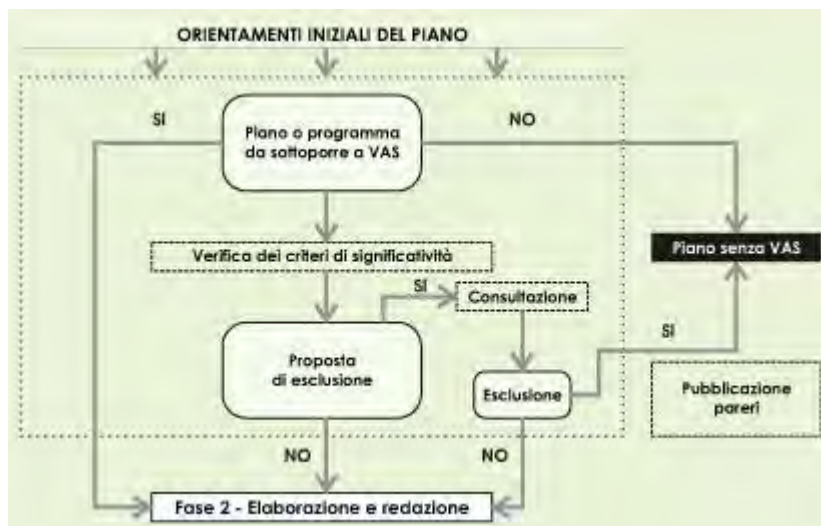 ORIENTAMENTI INIZIALI DEL PIANO
SI
NO
Piano o programma
da sottoporre a VAS
Verifica dei criteri di significatività
Piano senza VAS
SI
Consultazione
SI
Proposta
di esclusione
Esclusione
Pubblicazione
pareri
NO
NO
Fase 2 - Elaborazione e redazione